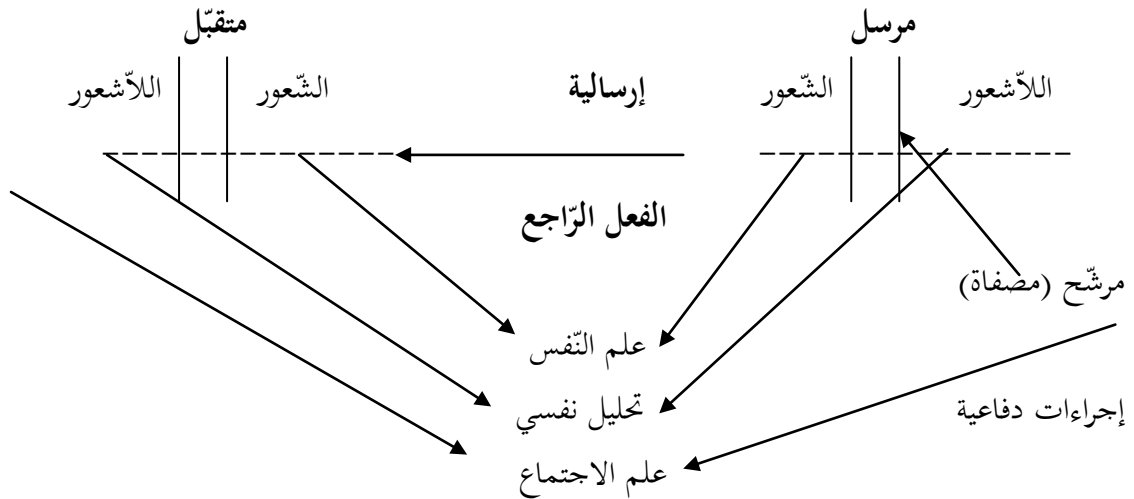 مرسل متقبّل
اللاّشعور الشّعور إرسالية الشّعور اللاّشعور
الفعل الرّاجع
مرشّح (مصفاة)
علم النّفس
إجراءات دفاعية تحليل نفسي
علم الاجتماع